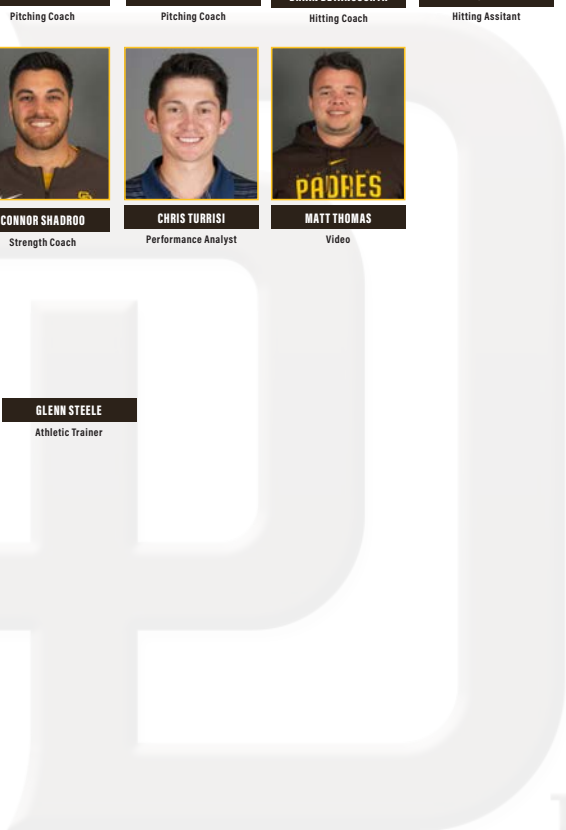 Pitching Coach Pitching Coach Hitting Coach Hitting Assitant
PADRES
CONNOR SHADROO CHRIS TURRISI MATT THOMAS
Strength Coach Performance Analyst Video
GLENN STEELE
Athletic Trainer